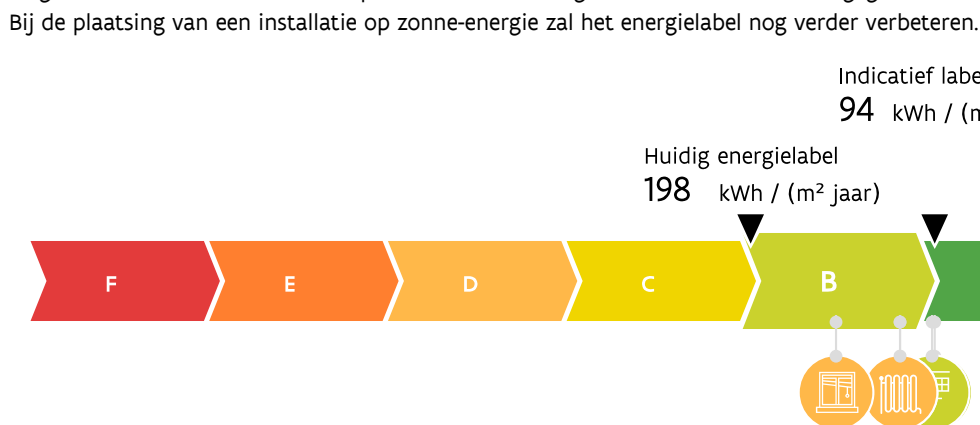 Bij de plaatsing van een installatie op zonne-energie zal het energielabel nog verder verbeteren.
Indicatief labe
94 kWh / (m
Huidig energielabel
198 kWh / (m² jaar)
F E D C B